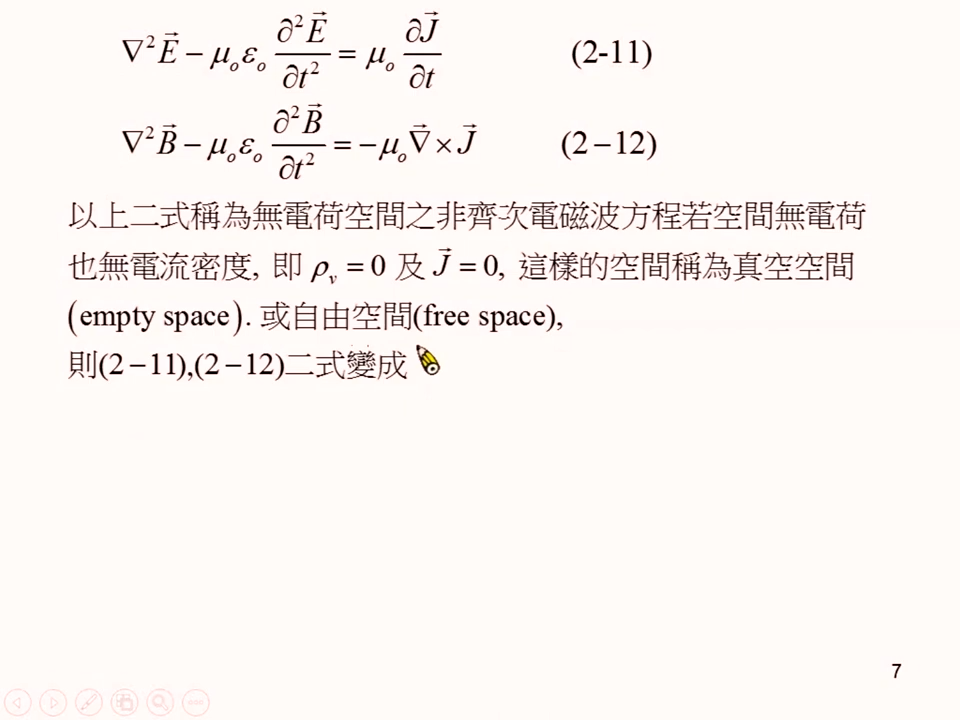 ∇²E⃗ − μₒεₒ ∂²E⃗/∂t² = μₒ ∂J⃗/∂t (2-11)
∇²B⃗ − μₒεₒ ∂²B⃗/∂t² = −μₒ∇⃗ × J⃗ (2−12)
以上二式稱為無電荷空間之非齊次電磁波方程若空間無電荷
也無電流密度, 即 ρᵥ = 0 及 J⃗ = 0, 這樣的空間稱為真空空間
(empty space). 或自由空間(free space),
則(2−11),(2−12)二式變成
7